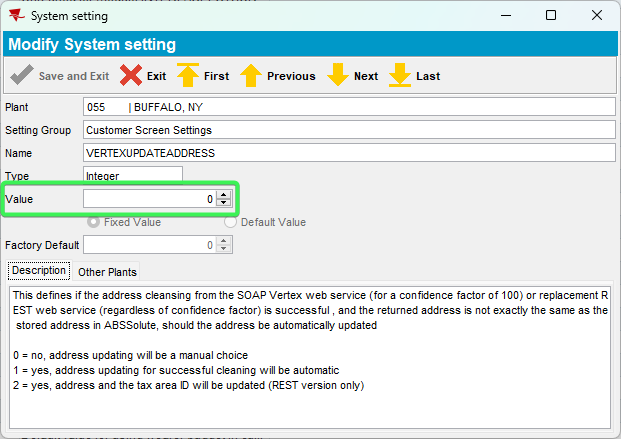 System setting
Modify System setting
Save and Exit Exit First Previous Next Last
Plant 055 | BUFFALO, NY
Setting Group Customer Screen Settings
Name VERTEXUPDATEADDRESS
Type Integer
Value 0
Fixed Value Default Value
Factory Default 0
Description Other Plants
This defines if the address cleansing from the SOAP Vertex web service (for a confidence factor of 100) or replacement R
EST web service (regardless of confidence factor) is successful , and the returned address is not exactly the same as the
stored address in ABSSolute, should the address be automatically updated
0 = no, address updating will be a manual choice
1 = yes, address updating for successful cleaning will be automatic
2 = yes, address and the tax area ID will be updated (REST version only)